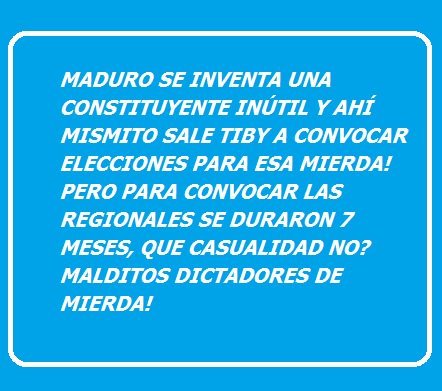 MADURO SE INVENTA UNA
CONSTITUYENTE INÚTIL Y AHÍ
MISMITO SALE TIBY A CONVOCAR
ELECCIONES PARA ESA MIERDA!
PERO PARA CONVOCAR LAS
REGIONALES SE DURARON 7
MESES, QUE CASUALIDAD NO?
MALDITOS DICTADORES DE
MIERDA!